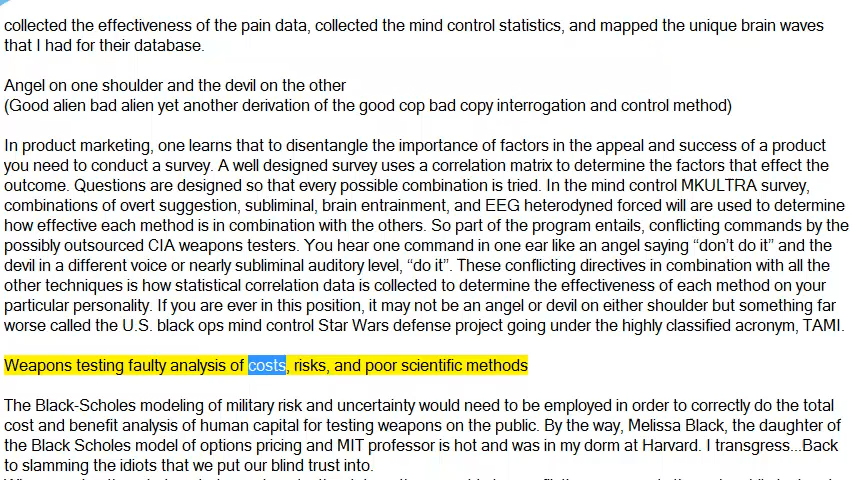 collected the effectiveness of the pain data, collected the mind control statistics, and mapped the unique brain waves
that I had for their database.
Angel on one shoulder and the devil on the other
(Good alien bad alien yet another derivation of the good cop bad copy interrogation and control method)
In product marketing, one learns that to disentangle the importance of factors in the appeal and success of a product
you need to conduct a survey. A well designed survey uses a correlation matrix to determine the factors that effect the
outcome. Questions are designed so that every possible combination is tried. In the mind control MKULTRA survey,
combinations of overt suggestion, subliminal, brain entrainment, and EEG heterodyned forced will are used to determine
how effective each method is in combination with the others. So part of the program entails, conflicting commands by the
possibly outsourced CIA weapons testers. You hear one command in one ear like an angel saying “don’t do it” and the
devil in a different voice or nearly subliminal auditory level, “do it”. These conflicting directives in combination with all the
other techniques is how statistical correlation data is collected to determine the effectiveness of each method on your
particular personality. If you are ever in this position, it may not be an angel or devil on either shoulder but something far
worse called the U.S. black ops mind control Star Wars defense project going under the highly classified acronym, TAMI.
Weapons testing faulty analysis of costs, risks, and poor scientific methods
The Black-Scholes modeling of military risk and uncertainty would need to be employed in order to correctly do the total
cost and benefit analysis of human capital for testing weapons on the public. By the way, Melissa Black, the daughter of
the Black Scholes model of options pricing and MIT professor is hot and was in my dorm at Harvard. I transgress...Back
to slamming the idiots that we put our blind trust into.